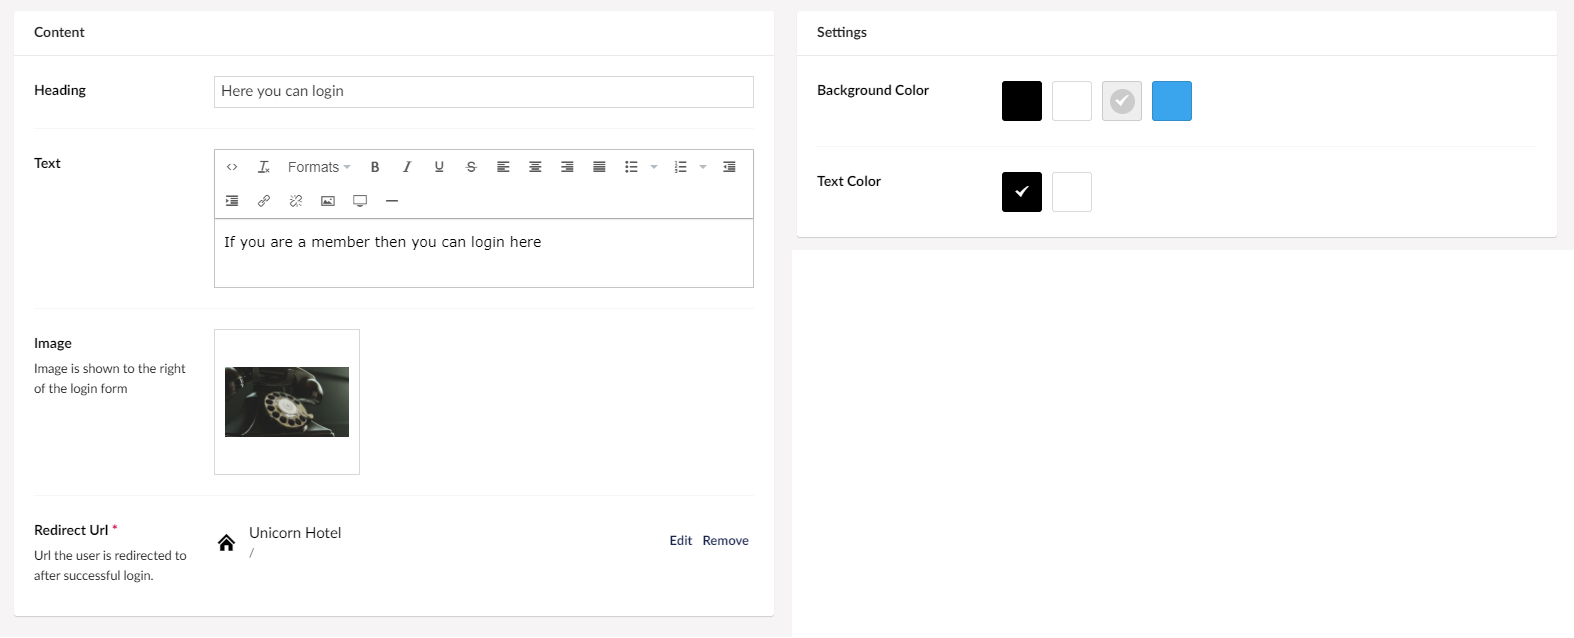 Content
Heading
Here you can login
Text
Formats
If you are a member then you can login here
Image
Image is shown to the right
of the login form
Redirect Url *
Url the user is redirected to
after successful login.
Unicorn Hotel
/
Edit Remove
Settings
Background Color
Text Color